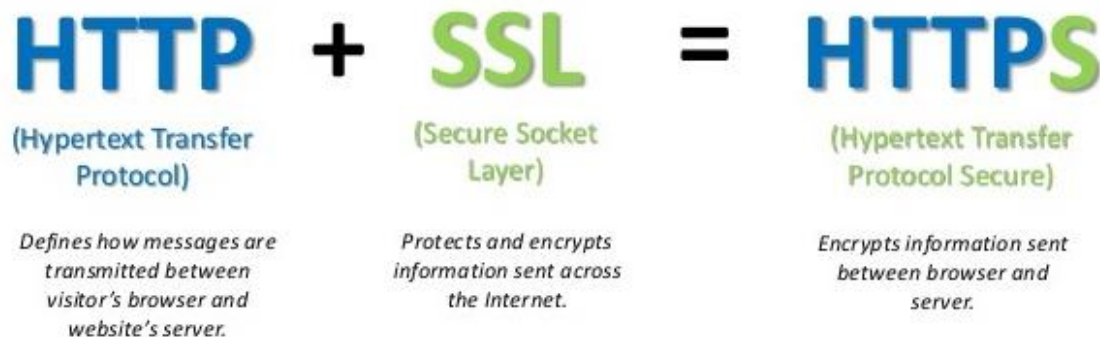 HTTP + SSL = HTTPS
(Hypertext Transfer
Protocol)
(Secure Socket
Layer)
(Hypertext Transfer
Protocol Secure)
Defines how messages are
transmitted between
visitor's browser and
website's server.
Protects and encrypts
information sent across
the Internet.
Encrypts information sent
between browser and
server.